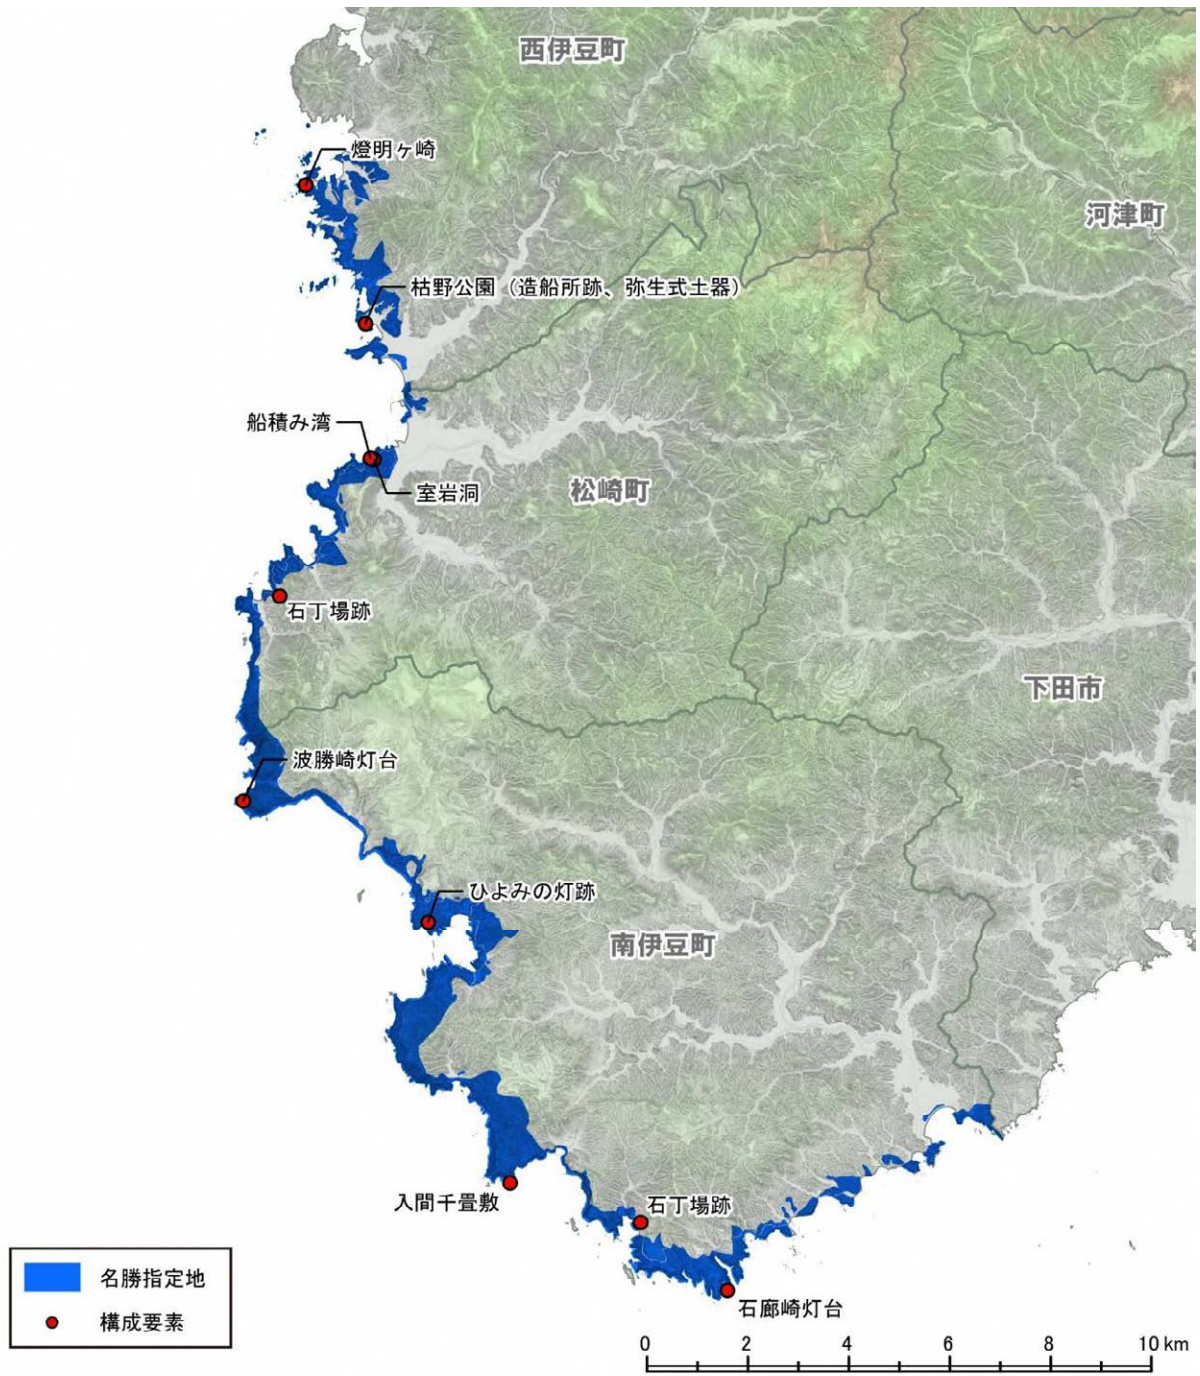 西伊豆町
燈明ヶ崎
河津町
枯野公園（造船所跡、弥生式土器）
船積み湾
室岩洞
松崎町
石丁場跡
下田市
波勝崎灯台
ひよみの灯跡
南伊豆町
入間千畳敷
石丁場跡
石廊崎灯台
名勝指定地
構成要素
0 2 4 6 8 10 km